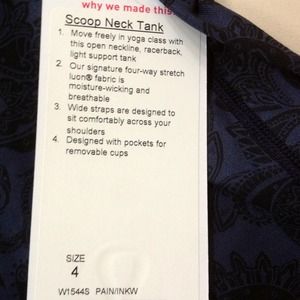 why we made this
Scoop Neck Tank
1. Move freely in yoga class with
this open neckline, racerback,
light support tank
2. Our signature four-way stretch
luon® fabric is
moisture-wicking and
breathable
3. Wide straps are designed to
sit comfortably across your
shoulders
4. Designed with pockets for
removable cups
SIZE
4
W1544S PAIN/INKW